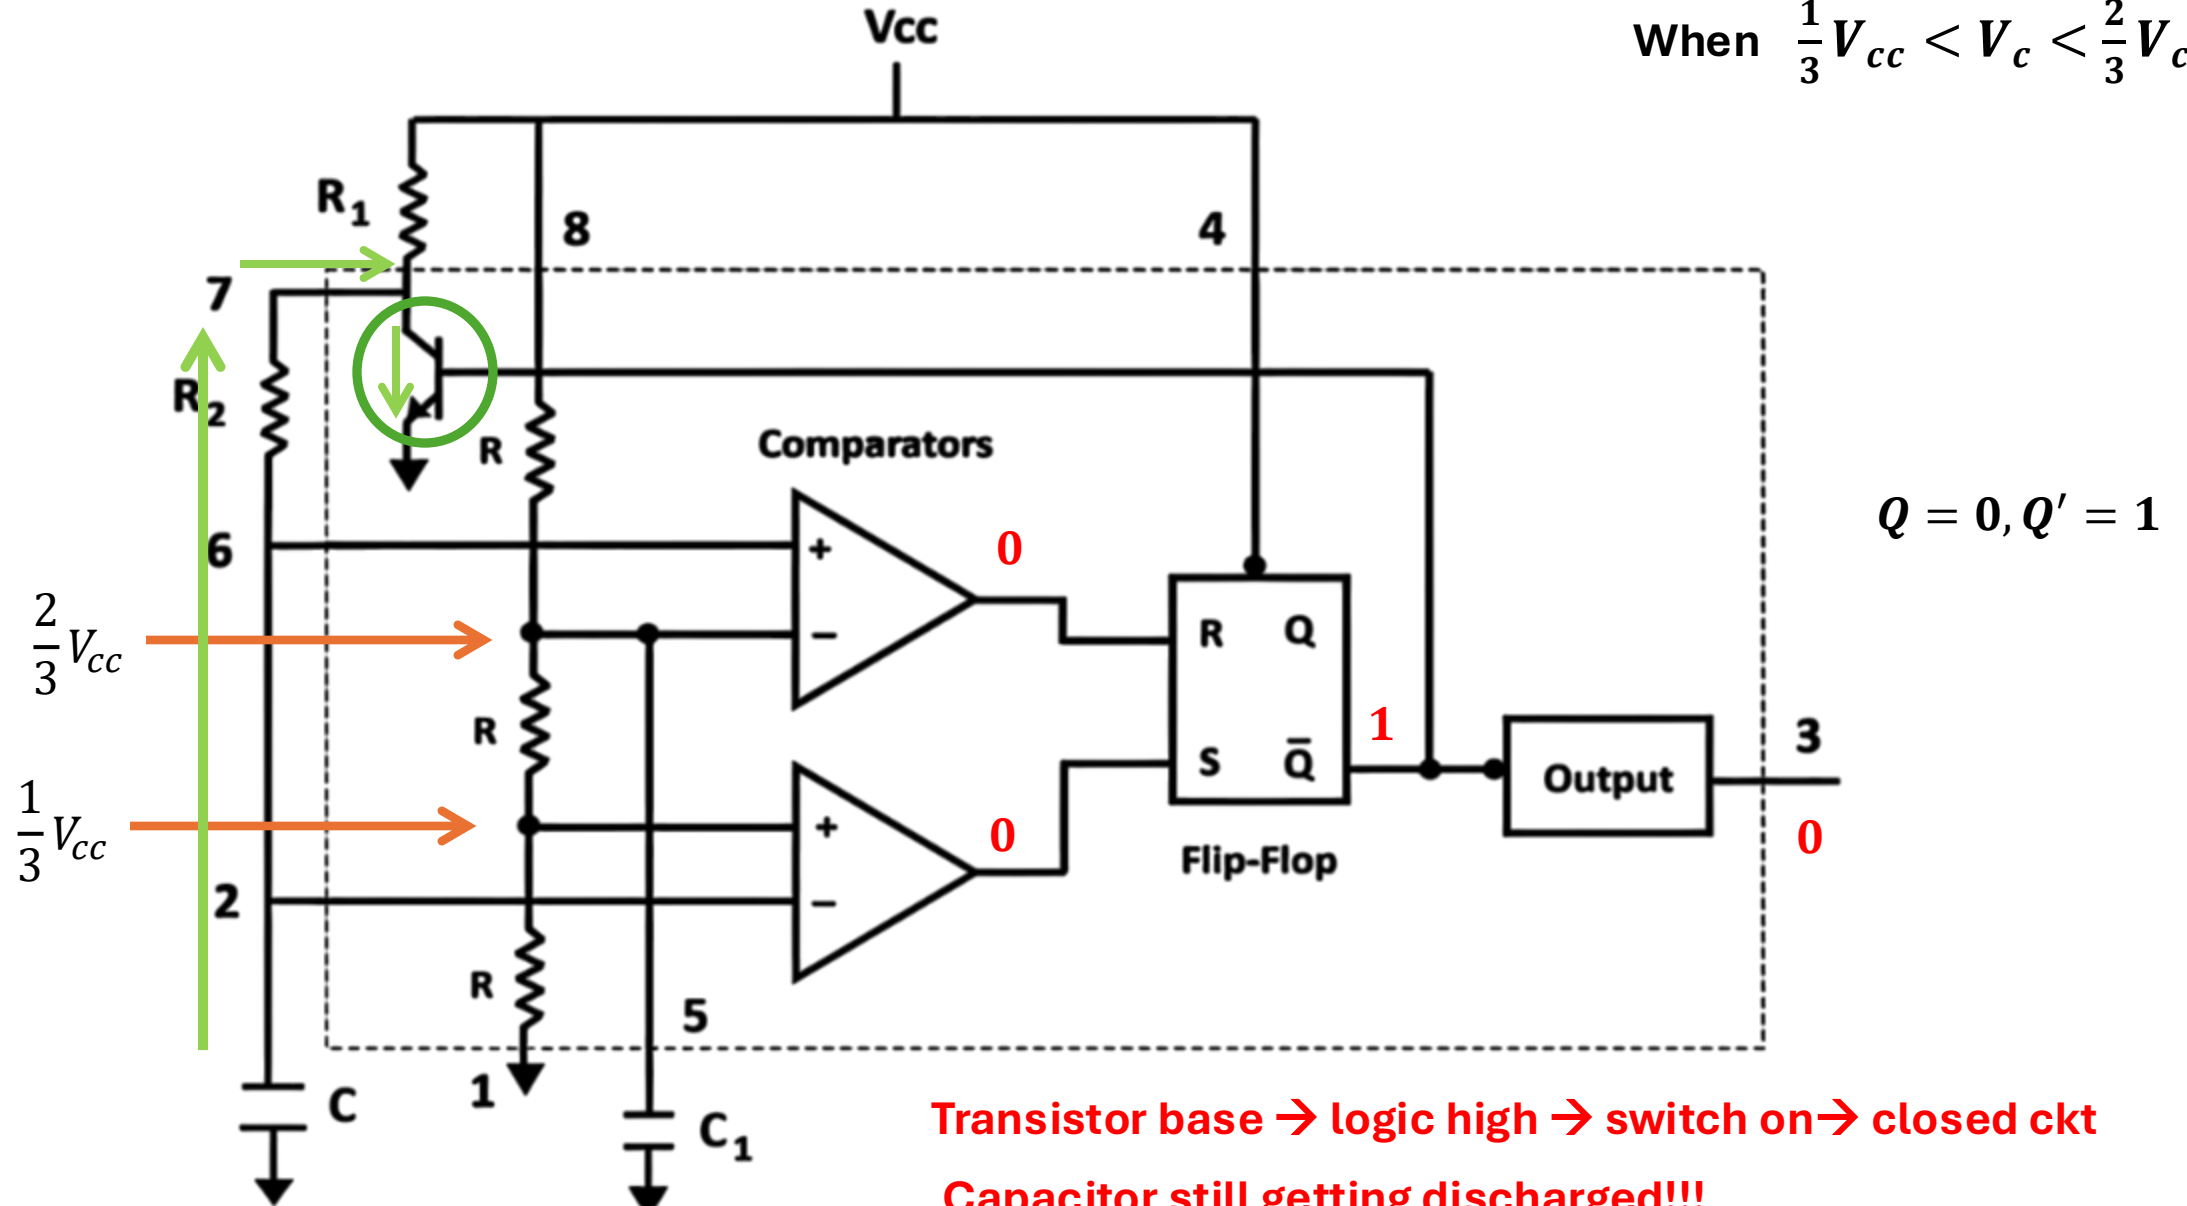 Vcc
When 1/3 Vcc < Vc < 2/3 Vc
R1
8
4
7
R2
R
Comparators
6
+
0
Q = 0, Q′ = 1
2/3 Vcc
−
R
Q
R
1
3
S
Q̅
Output
1/3 Vcc
+
0
0
Flip-Flop
2
−
R
5
1
C
C1
Transistor base → logic high → switch on→ closed ckt
Capacitor still getting discharged!!!